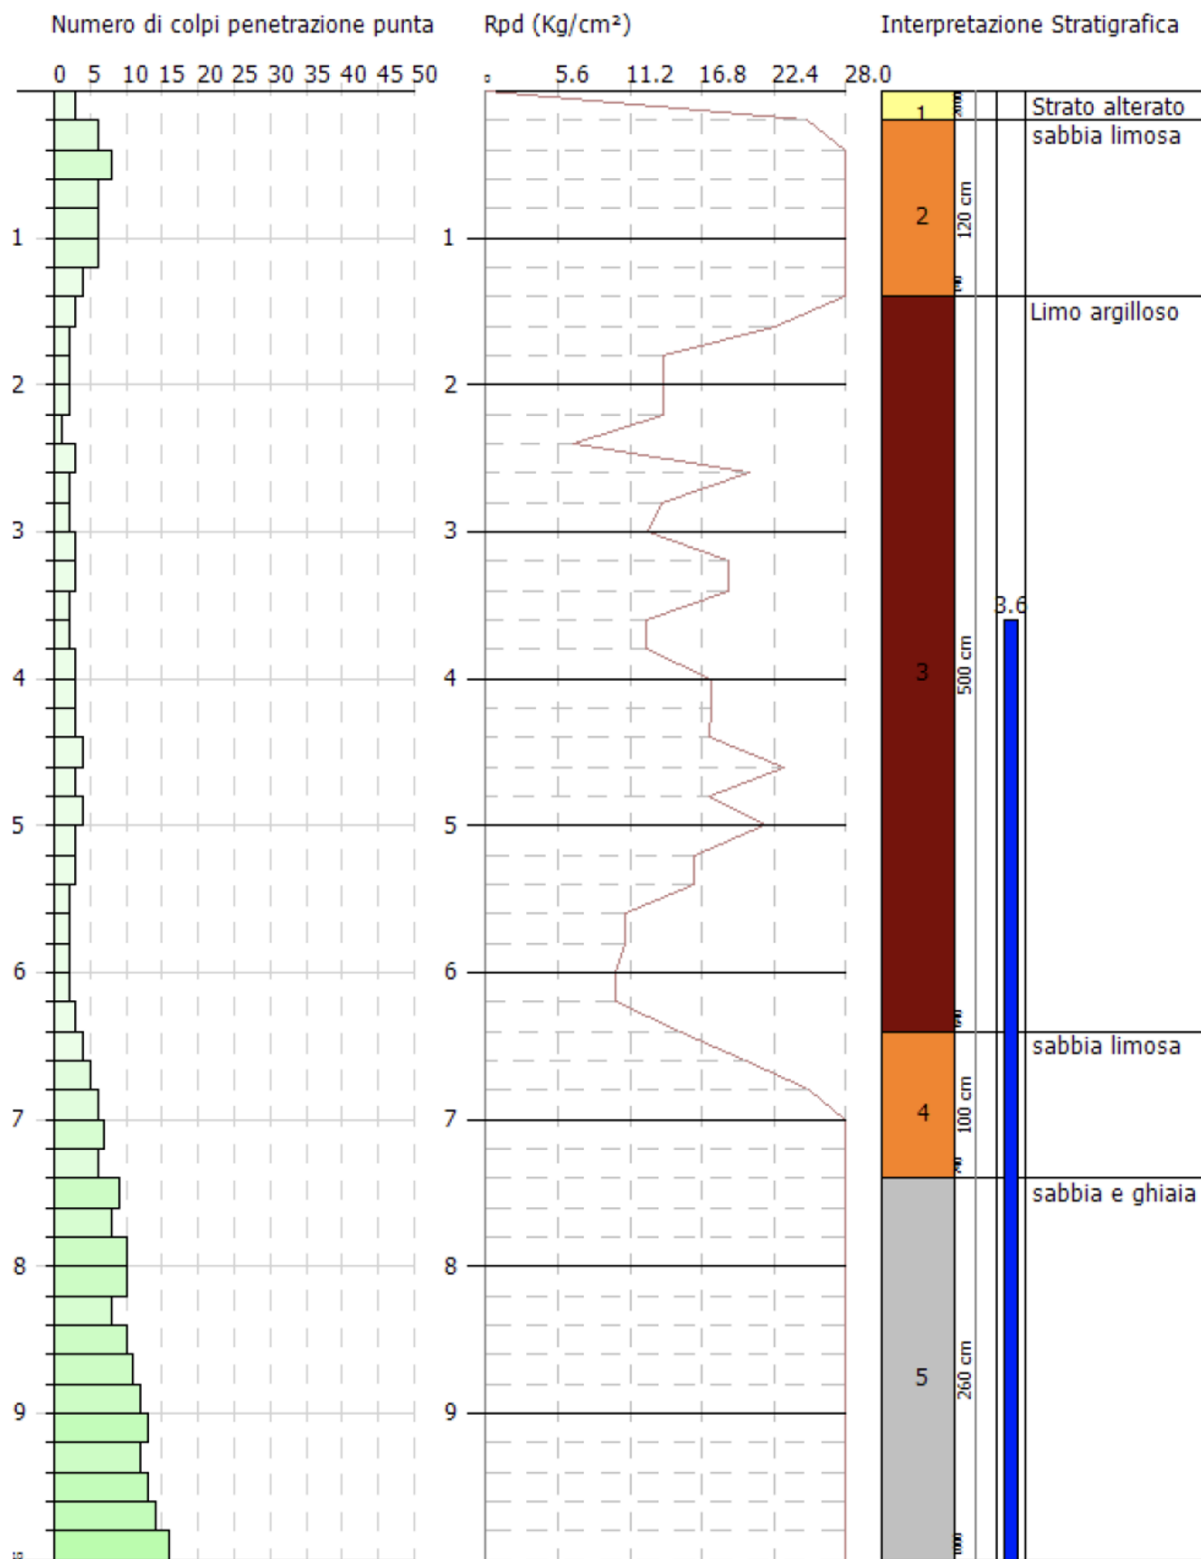 Numero di colpi penetrazione punta Rpd (Kg/cm²) Interpretazione Stratigrafica
0 5 10 15 20 25 30 35 40 45 50 5.6 11.2 16.8 22.4 28.0
1 Strato alterato
sabbia limosa
2 120 cm
1 1
Limo argilloso
2 2
3 3
3.6
3 500 cm
4 4
5 5
6 6
sabbia limosa
4 100 cm
7 7
sabbia e ghiaia
8 8
5 260 cm
9 9